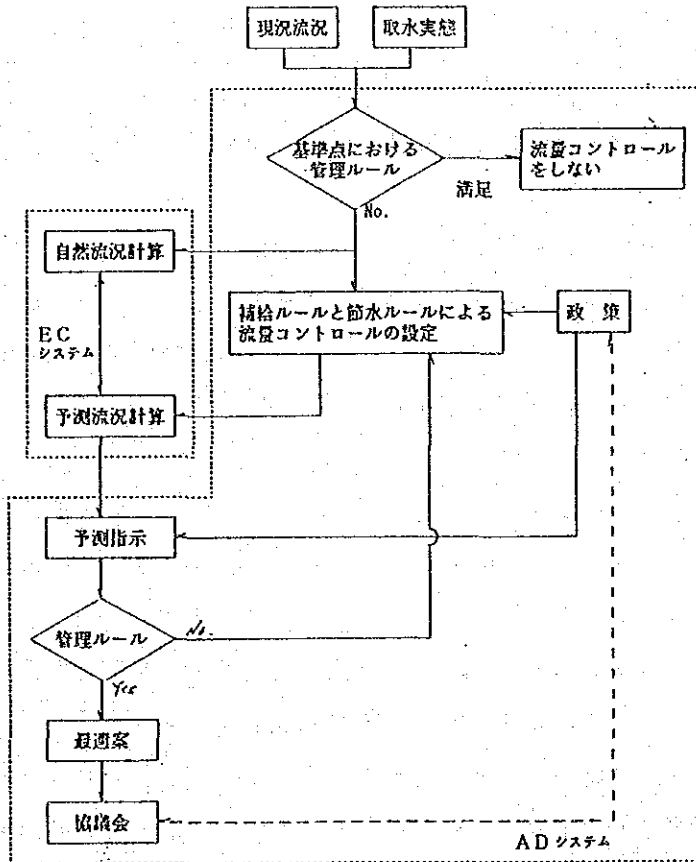 現況流況
取水実態
基準点における
管理ルール
満足
流量コントロール
をしない
No.
自然流況計算
補給ルールと節水ルールによる
流量コントロールの設定
政 策
EC
システム
予測流況計算
予測指示
管理ルール
No.
Yes
最適案
協議会
AD システム